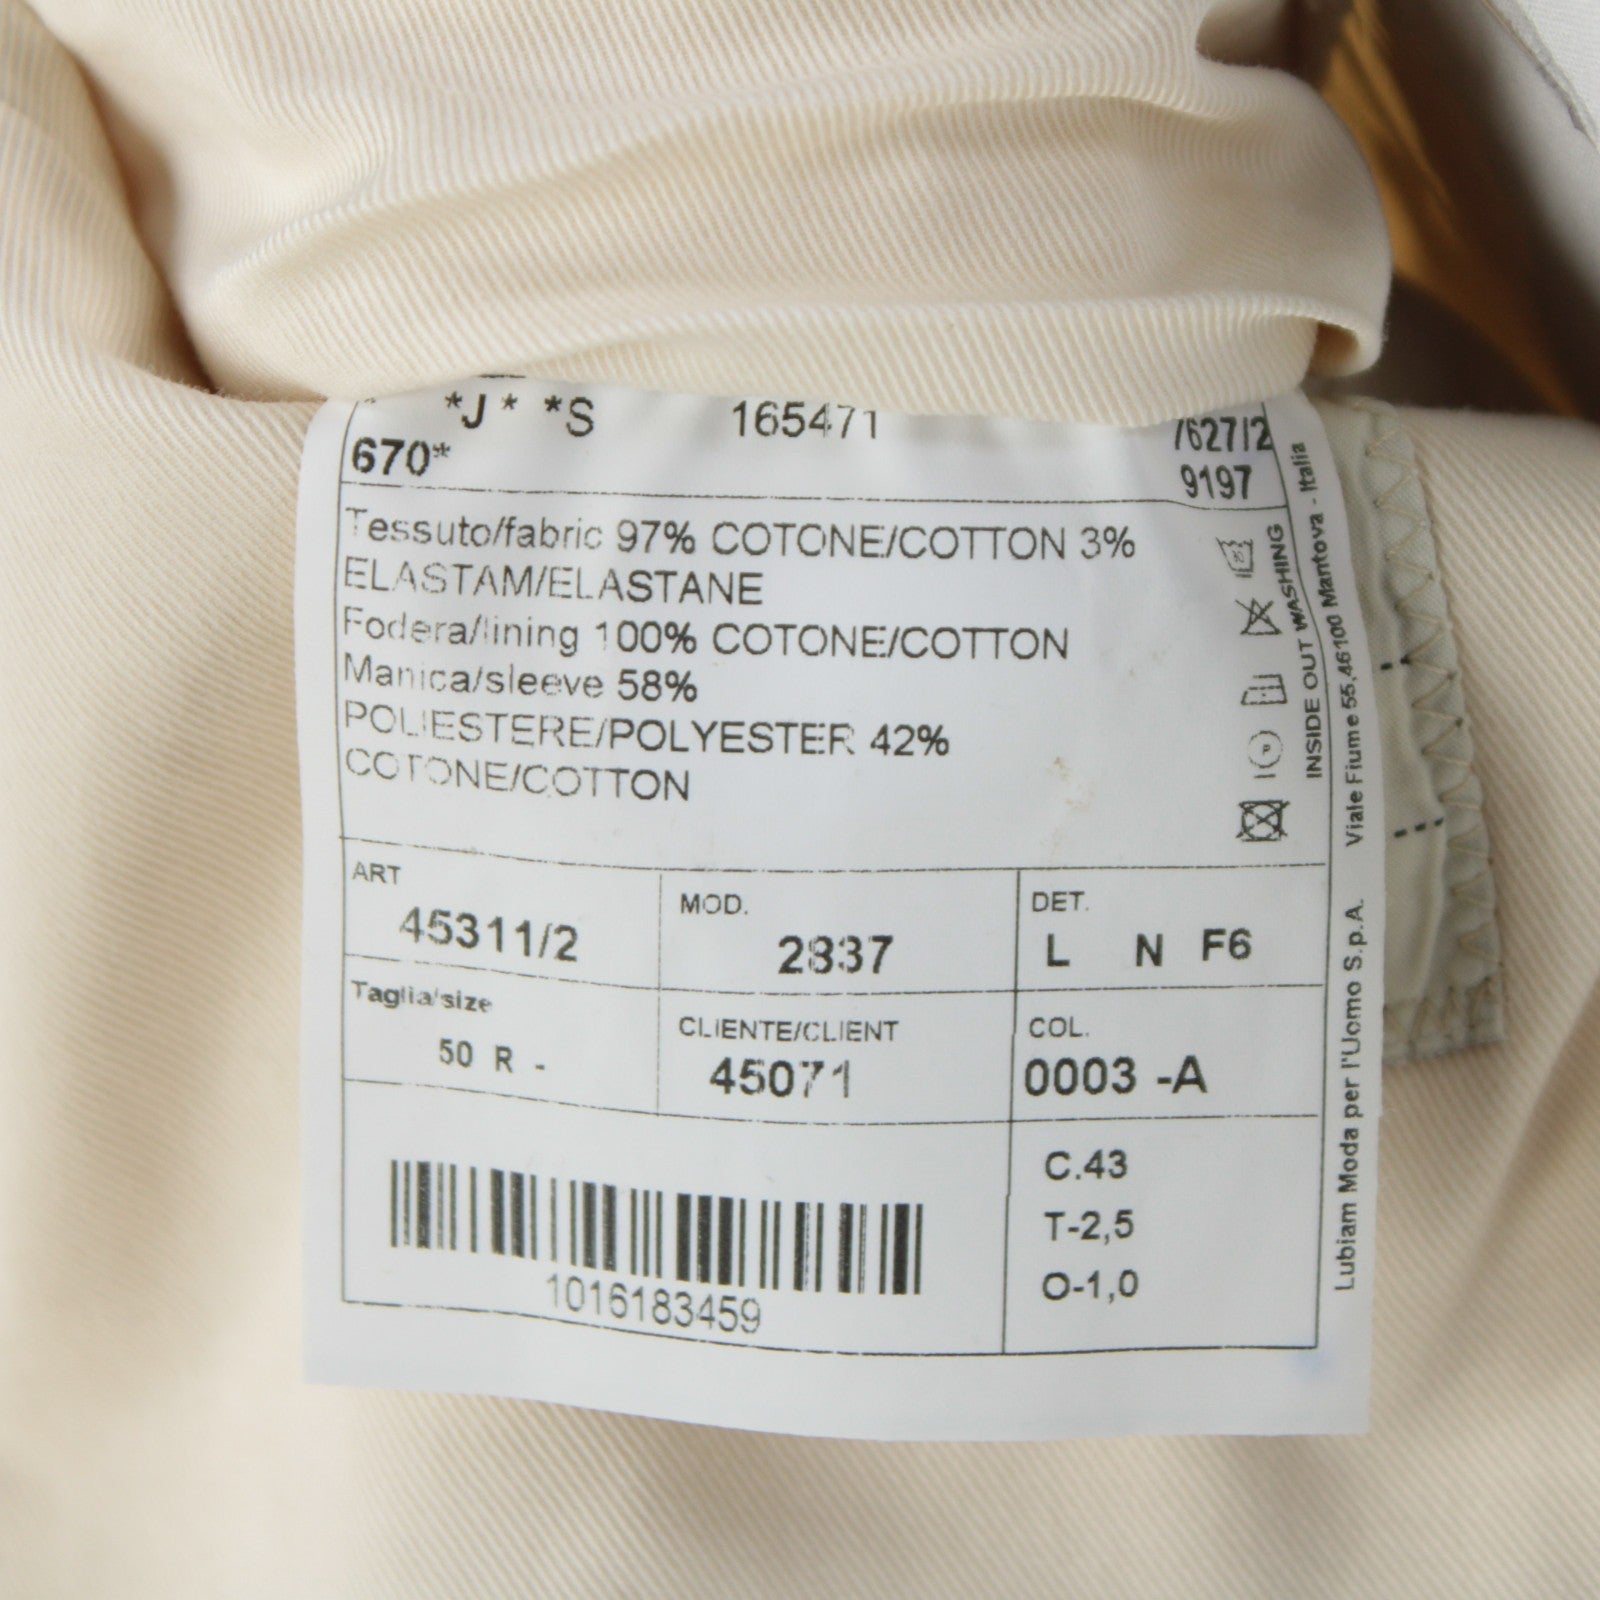 *J* *S 165471 7627/2
670* 9197
Tessuto/fabric 97% COTONE/COTTON 3%
ELASTAM/ELASTANE
Fodera/lining 100% COTONE/COTTON
Manica/sleeve 58%
POLIESTERE/POLYESTER 42%
COTONE/COTTON
INSIDE OUT WASHING
Lubiam Moda per l'Uomo S.p.A. Viale Fiume 55,46100 Mantova - Italia
ART
45311/2
MOD.
2837
DET.
L N F6
Taglia/size
50 R -
CLIENTE/CLIENT
45071
COL.
0003 -A
1016183459
C.43
T-2,5
O-1,0